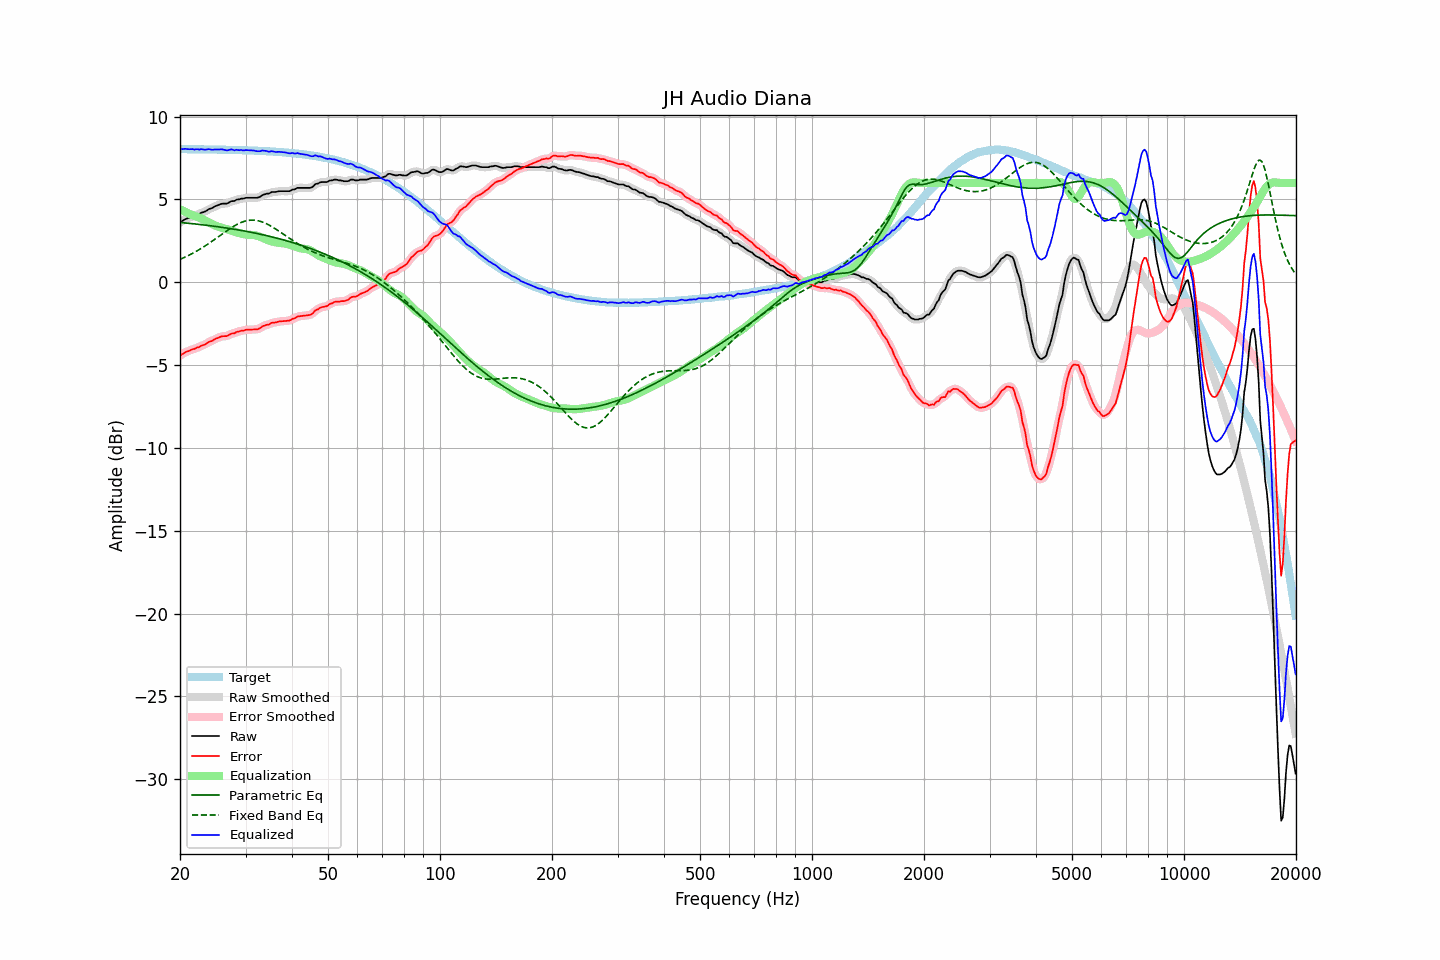 JH Audio Diana
10
5
0
−5
−10
−15
−20
−25
−30
Amplitude (dBr)
Target
Raw Smoothed
Error Smoothed
Raw
Error
Equalization
Parametric Eq
Fixed Band Eq
Equalized
20 50 100 200 500 1000 2000 5000 10000 20000
Frequency (Hz)